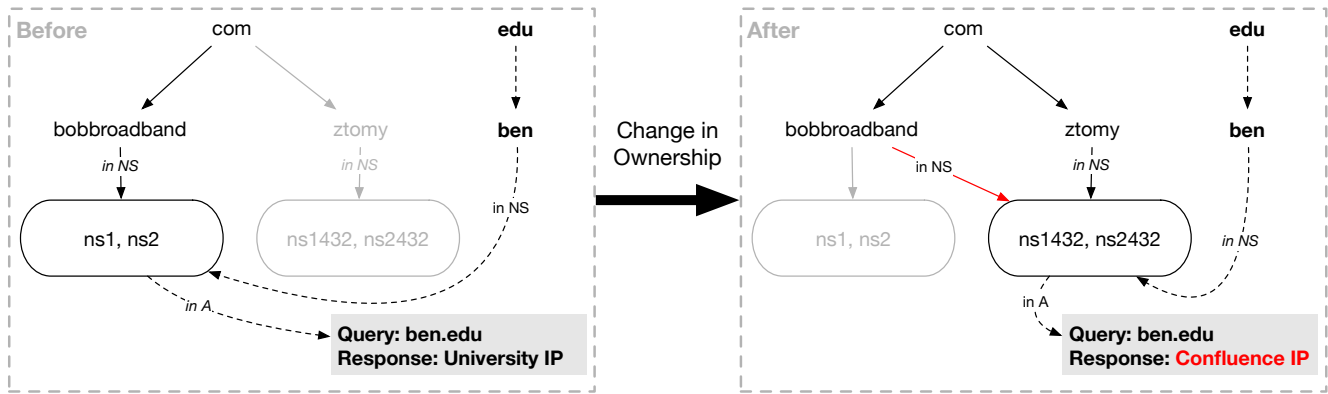 Before
com
edu
bobbroadband
ztomy
ben
in NS
in NS
in NS
ns1, ns2
ns1432, ns2432
in A
Query: ben.edu
Response: University IP
Change in
Ownership
After
com
edu
bobbroadband
ztomy
ben
in NS
in NS
in NS
ns1, ns2
ns1432, ns2432
in A
Query: ben.edu
Response: Confluence IP